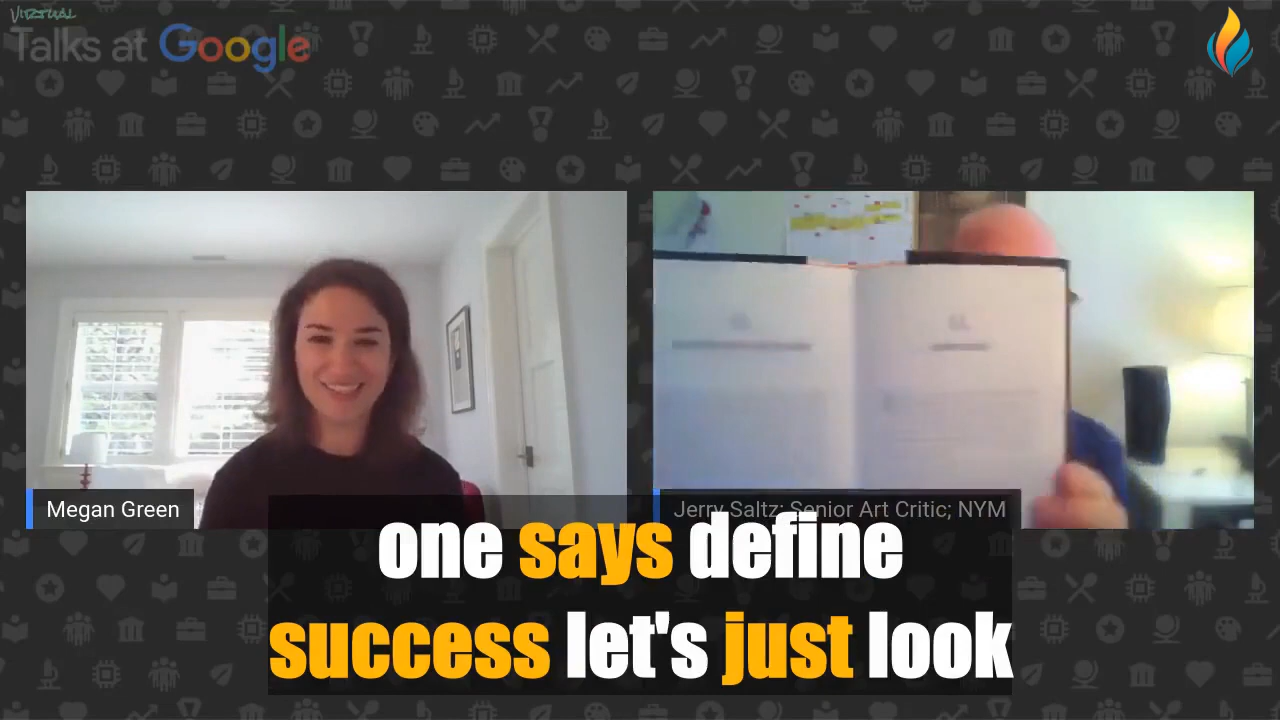 VIRTUAL
Talks at Google
Megan Green
Jerry Saltz; Senior Art Critic; NYM
one says define
success let's just look